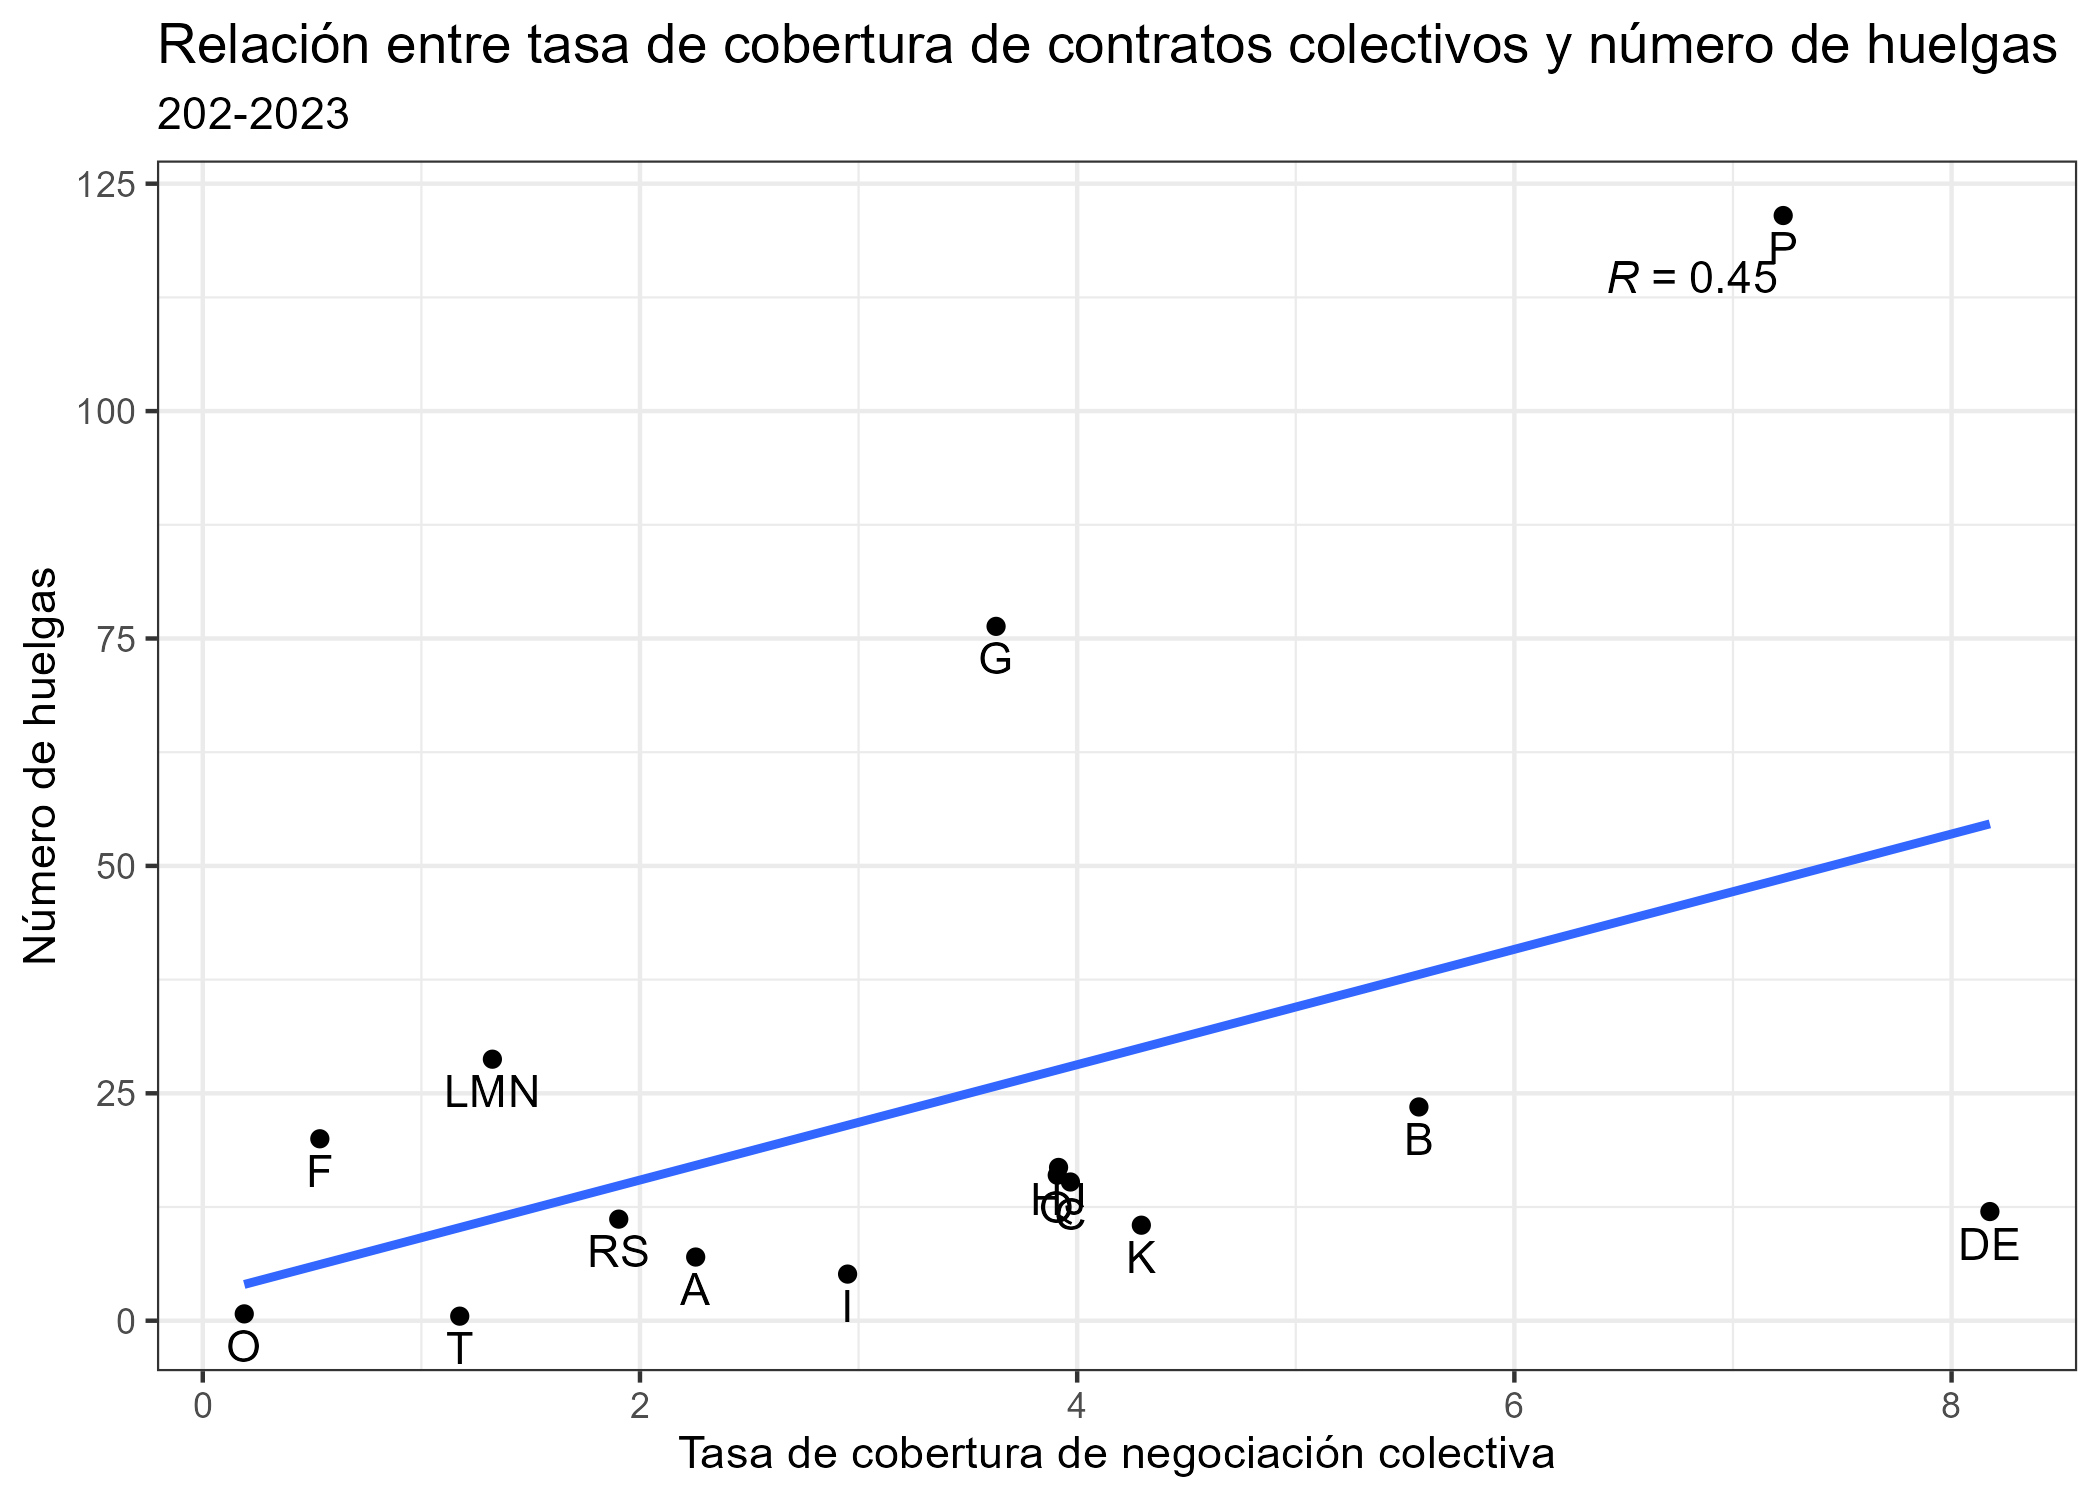 Relación entre tasa de cobertura de contratos colectivos y número de huelgas
202-2023
125
P
R = 0.45
100
Número de huelgas
75
G
50
LMN
25
F
B
HJ
Q
C
RS
K
DE
A
I
0
O
T
0 2 4 6 8
Tasa de cobertura de negociación colectiva